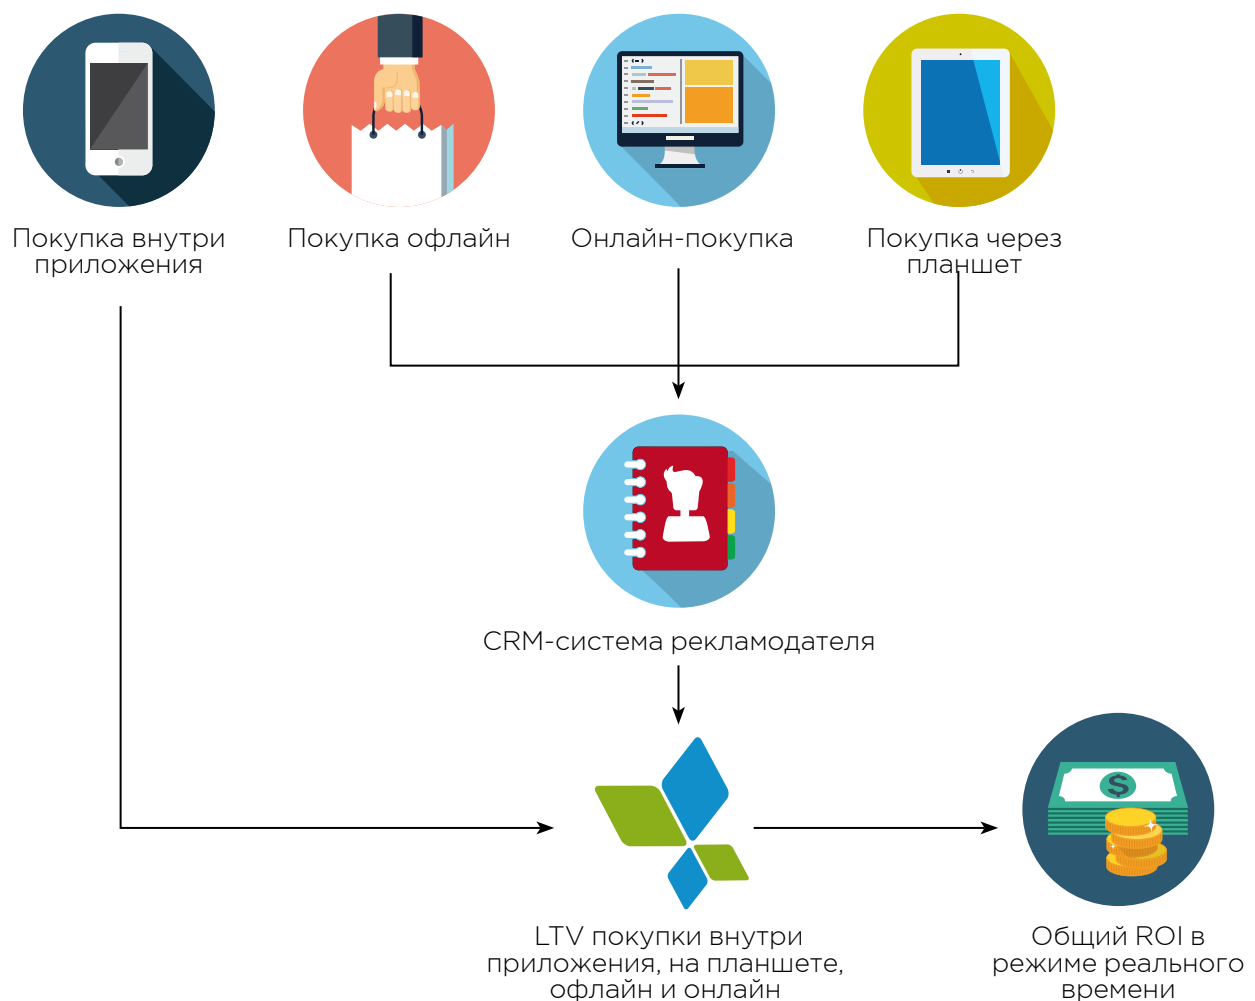 Покупка внутри
приложения
Покупка офлайн
Онлайн-покупка
Покупка через
планшет
CRM-система рекламодателя
LTV покупки внутри
приложения, на планшете,
офлайн и онлайн
Общий ROI в
режиме реального
времени